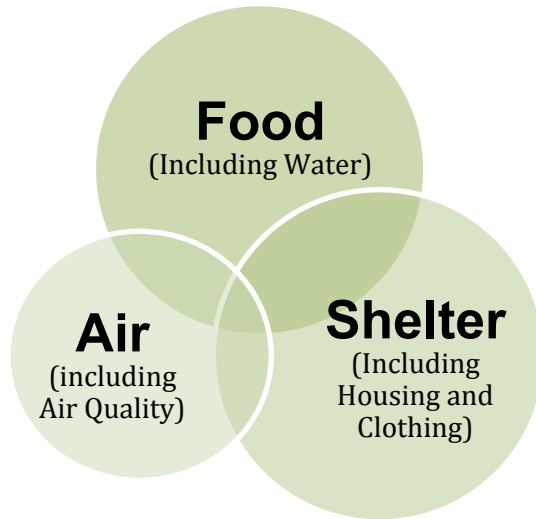 Food
(Including Water)
Air
(including
Air Quality)
Shelter
(Including
Housing and
Clothing)